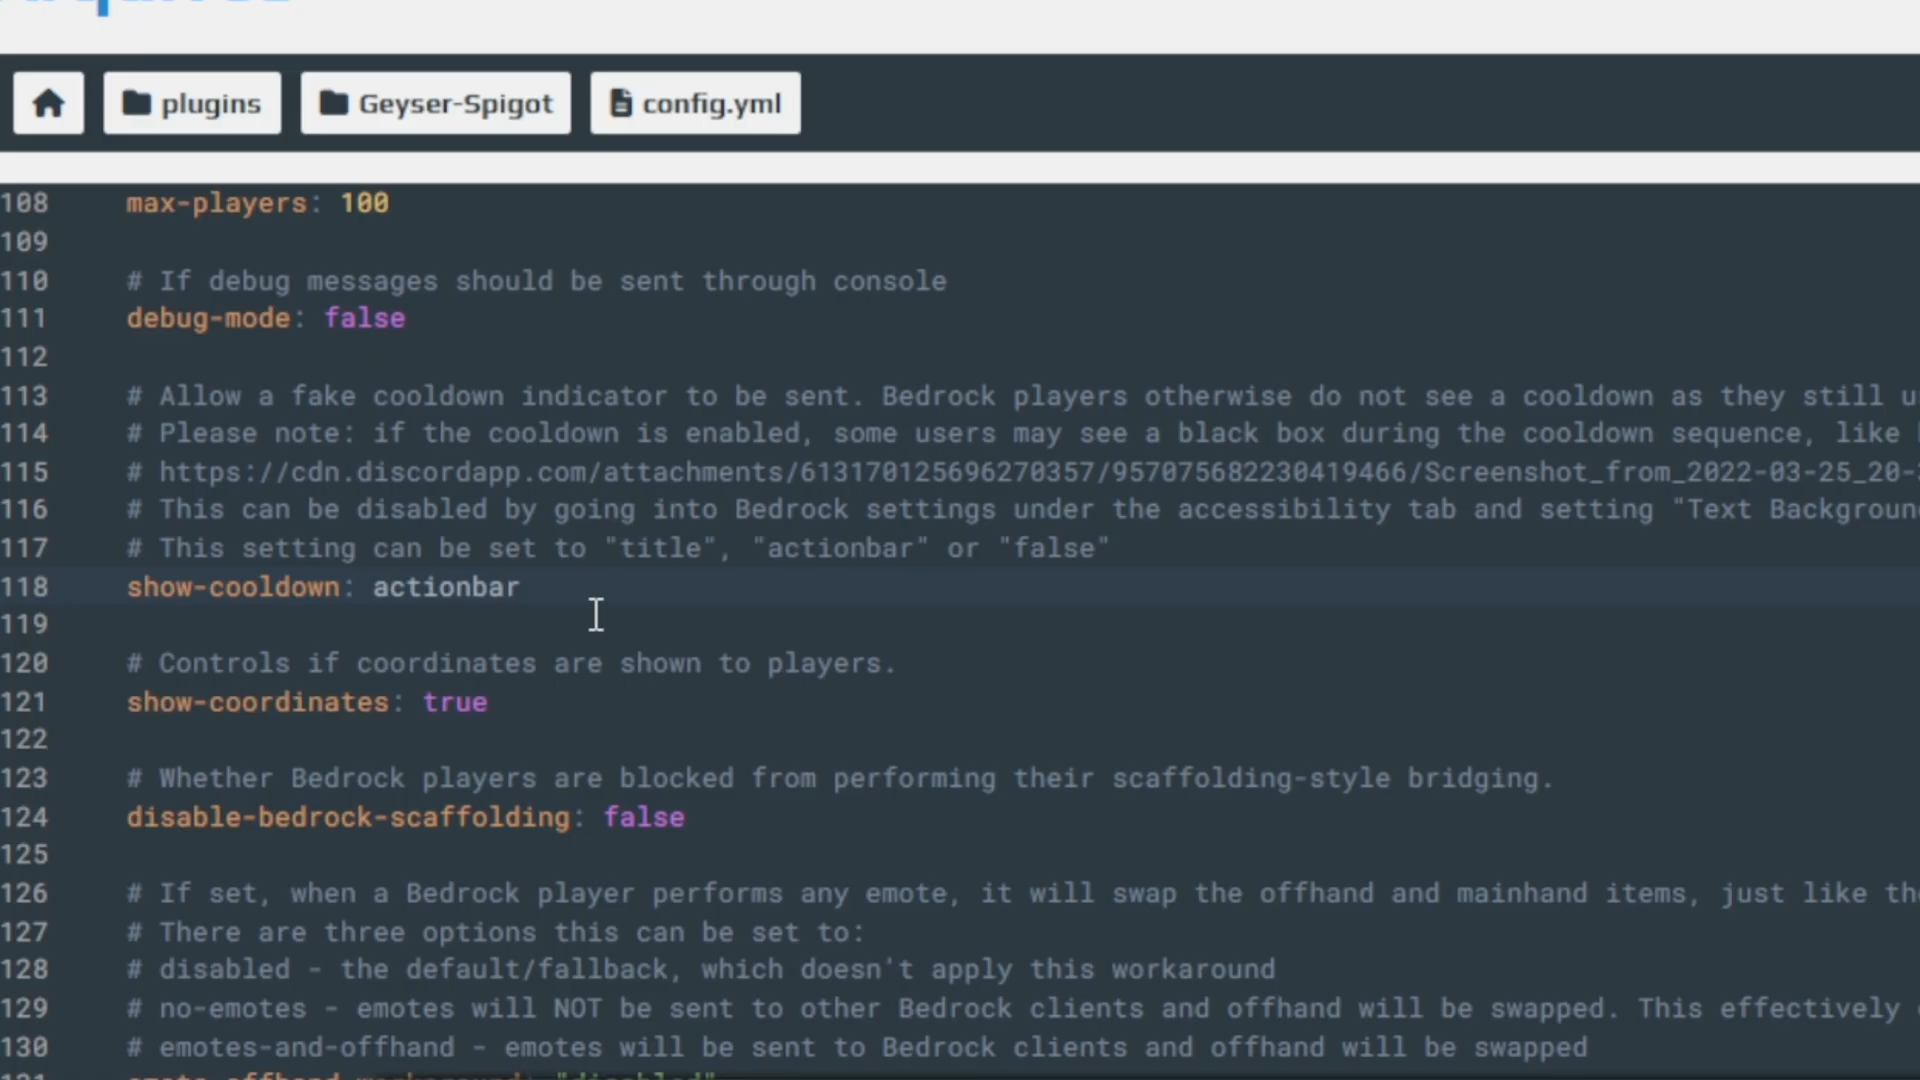 plugins Geyser-Spigot config.yml
108 max-players: 100
109
110 # If debug messages should be sent through console
111 debug-mode: false
112
113 # Allow a fake cooldown indicator to be sent. Bedrock players otherwise do not see a cooldown as they still
114 # Please note: if the cooldown is enabled, some users may see a black box during the cooldown sequence, like
115 # https://cdn.discordapp.com/attachments/613170125696270357/957075682230419466/Screenshot_from_2022-03-25_20-
116 # This can be disabled by going into Bedrock settings under the accessibility tab and setting "Text Background
117 # This setting can be set to "title", "actionbar" or "false"
118 show-cooldown: actionbar
119
120 # Controls if coordinates are shown to players.
121 show-coordinates: true
122
123 # Whether Bedrock players are blocked from performing their scaffolding-style bridging.
124 disable-bedrock-scaffolding: false
125
126 # If set, when a Bedrock player performs any emote, it will swap the offhand and mainhand items, just like the
127 # There are three options this can be set to:
128 # disabled - the default/fallback, which doesn't apply this workaround
129 # no-emotes - emotes will NOT be sent to other Bedrock clients and offhand will be swapped. This effectively
130 # emotes-and-offhand - emotes will be sent to Bedrock clients and offhand will be swapped